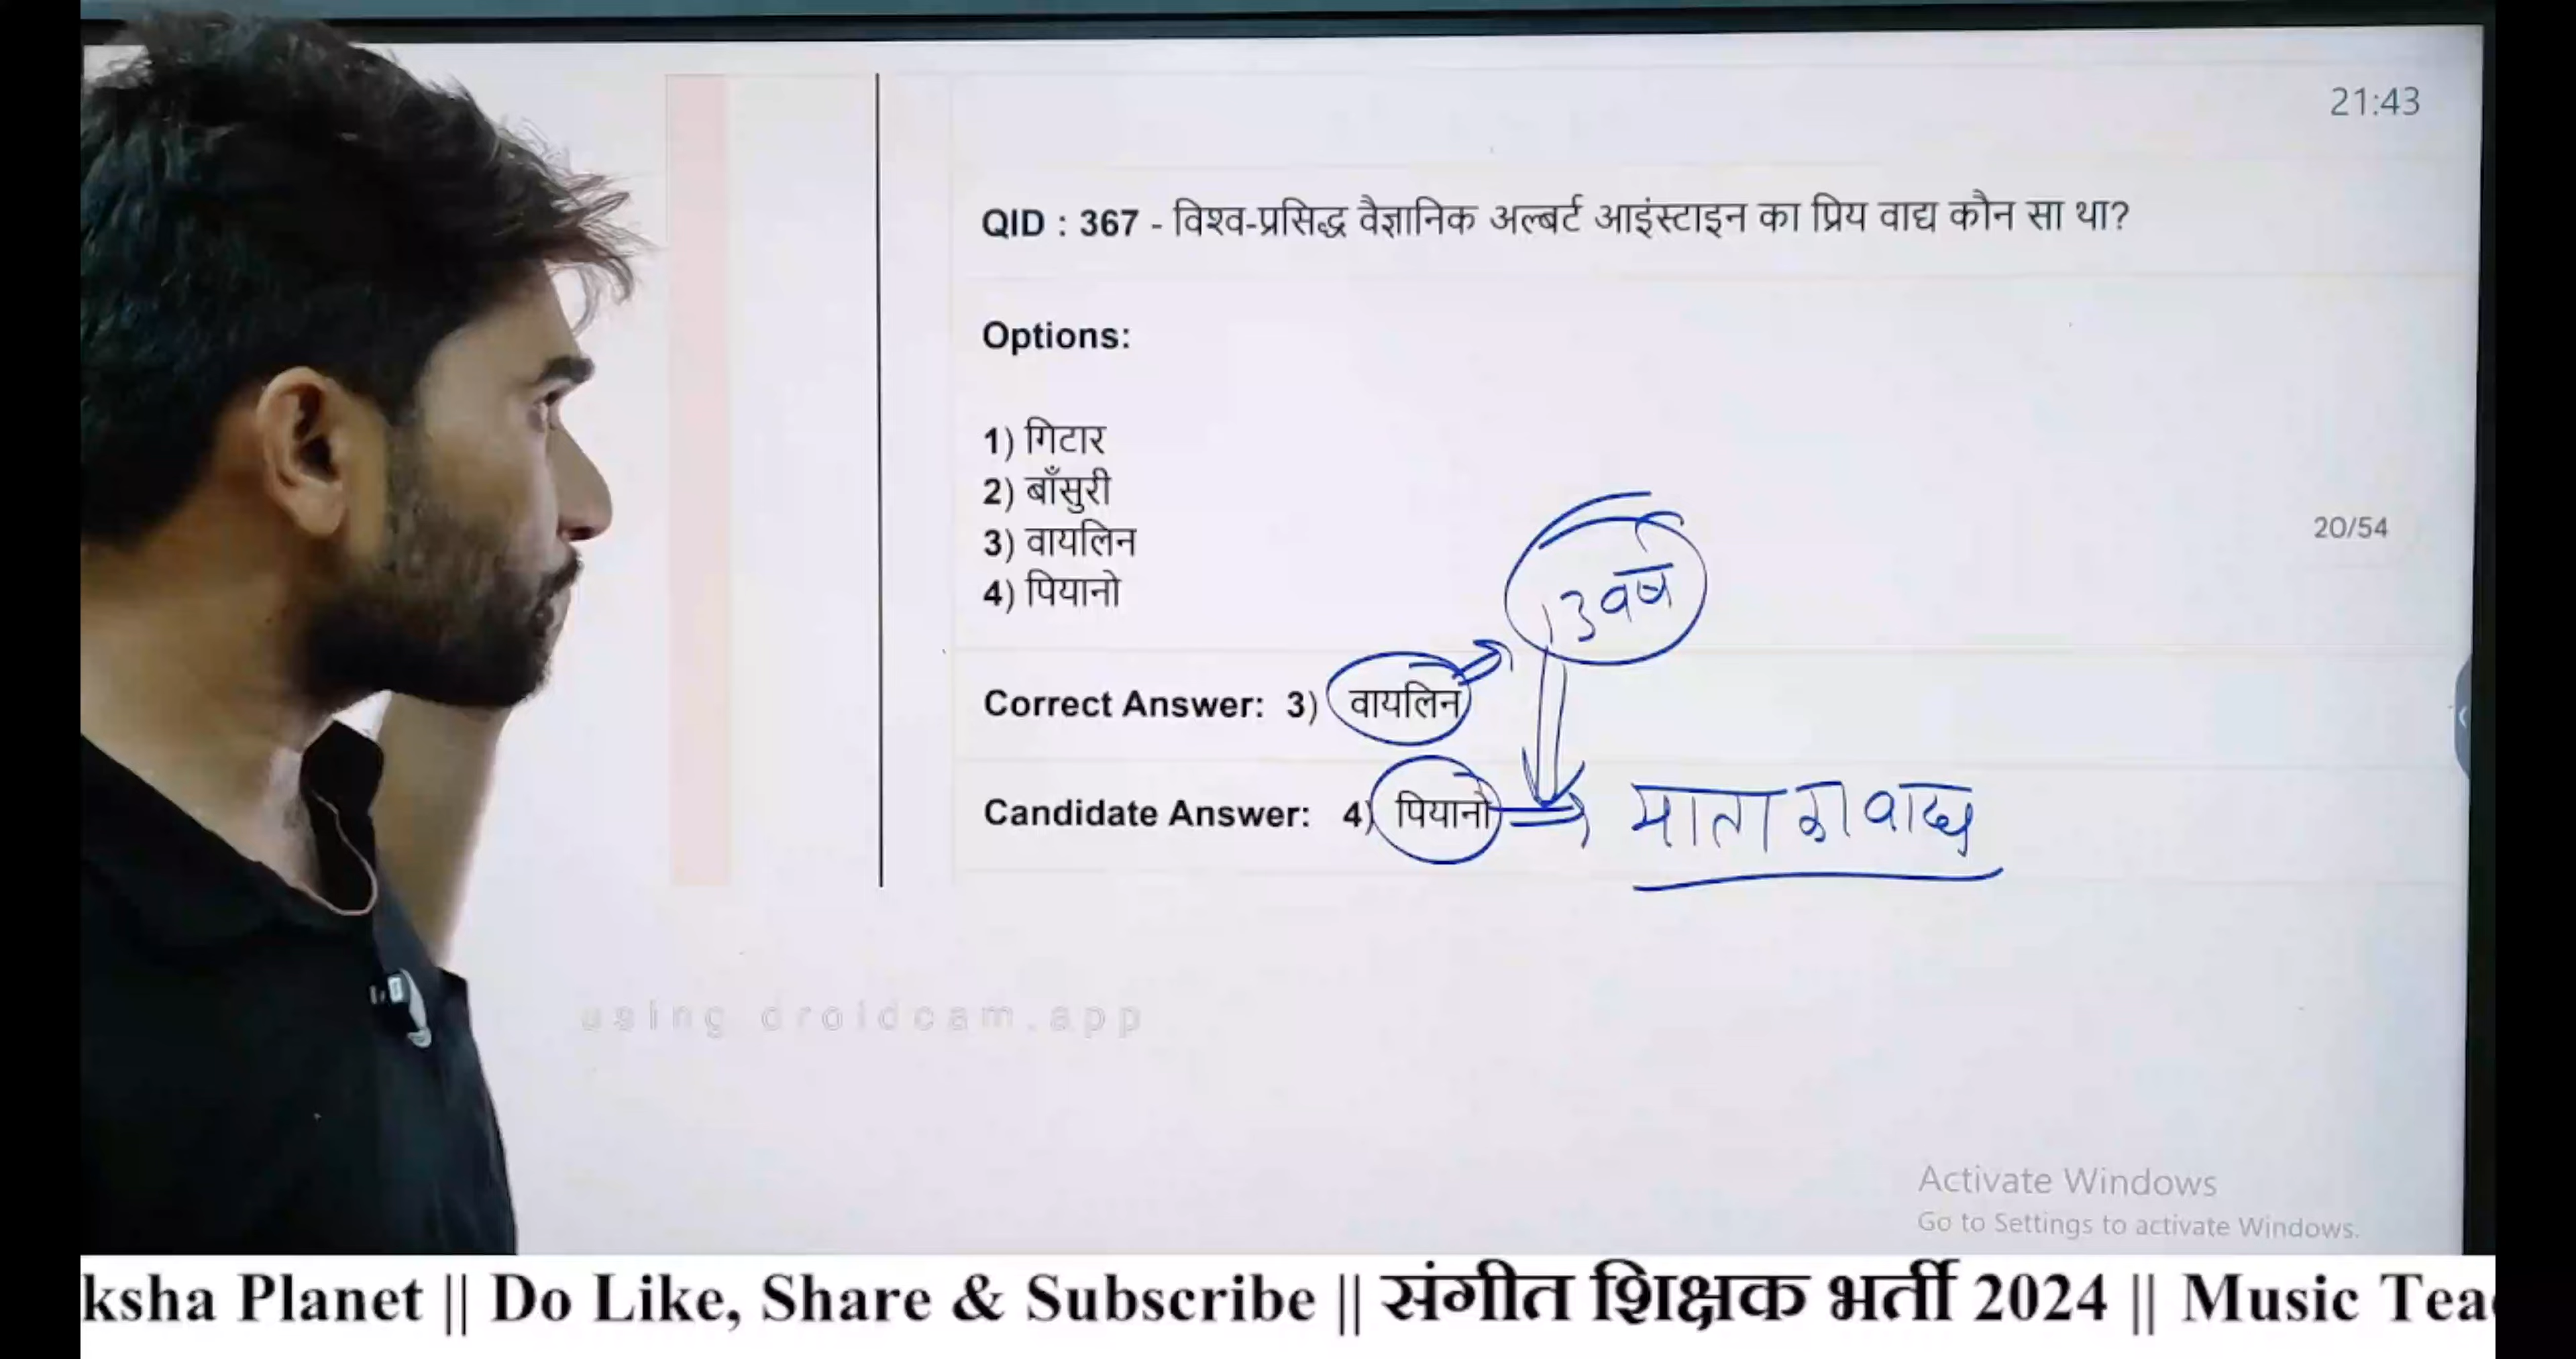 21:43
QID : 367 - विश्व-प्रसिद्ध वैज्ञानिक अल्बर्ट आइंस्टाइन का प्रिय वाद्य कौन सा था?
Options:
1) गिटार
2) बाँसुरी
3) वायलिन
4) पियानो
20/54
13 वर्ष
Correct Answer: 3) वायलिन
Candidate Answer: 4) पियानो
माता का वाद्य
using droidcam.app
Activate Windows
Go to Settings to activate Windows.
ksha Planet || Do Like, Share & Subscribe || संगीत शिक्षक भर्ती 2024 || Music Tea